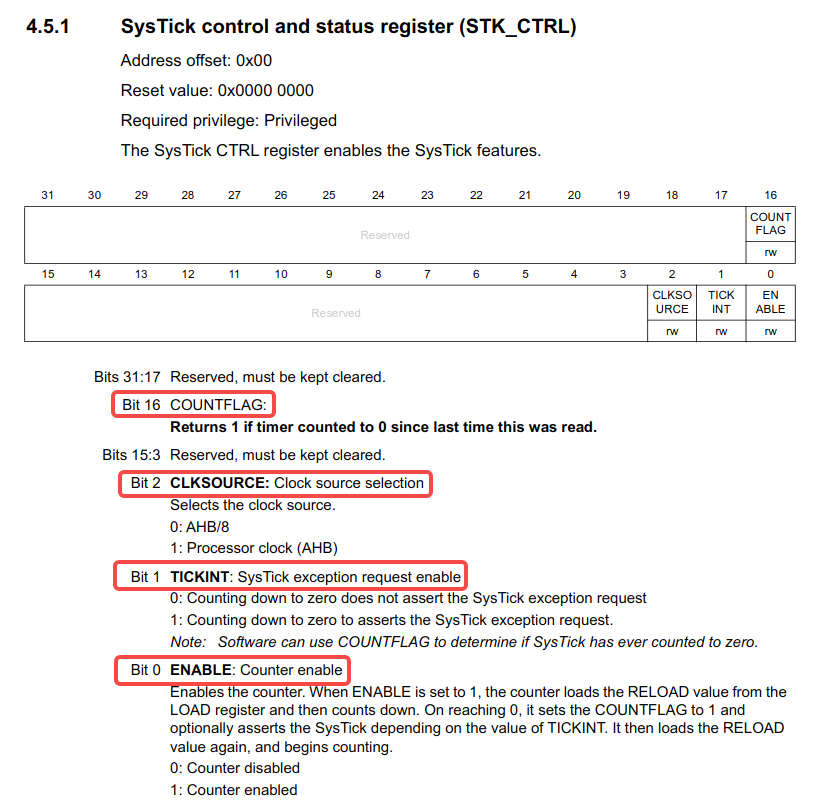 4.5.1 SysTick control and status register (STK_CTRL)
Address offset: 0x00
Reset value: 0x0000 0000
Required privilege: Privileged
The SysTick CTRL register enables the SysTick features.
31 30 29 28 27 26 25 24 23 22 21 20 19 18 17 16
Reserved
COUNT
FLAG
rw
15 14 13 12 11 10 9 8 7 6 5 4 3 2 1 0
Reserved
CLKSO
URCE
TICK
INT
EN
ABLE
rw rw rw
Bits 31:17 Reserved, must be kept cleared.
Bit 16 COUNTFLAG:
Returns 1 if timer counted to 0 since last time this was read.
Bits 15:3 Reserved, must be kept cleared.
Bit 2 CLKSOURCE: Clock source selection
Selects the clock source.
0: AHB/8
1: Processor clock (AHB)
Bit 1 TICKINT: SysTick exception request enable
0: Counting down to zero does not assert the SysTick exception request
1: Counting down to zero to asserts the SysTick exception request.
Note: Software can use COUNTFLAG to determine if SysTick has ever counted to zero.
Bit 0 ENABLE: Counter enable
Enables the counter. When ENABLE is set to 1, the counter loads the RELOAD value from the
LOAD register and then counts down. On reaching 0, it sets the COUNTFLAG to 1 and
optionally asserts the SysTick depending on the value of TICKINT. It then loads the RELOAD
value again, and begins counting.
0: Counter disabled
1: Counter enabled